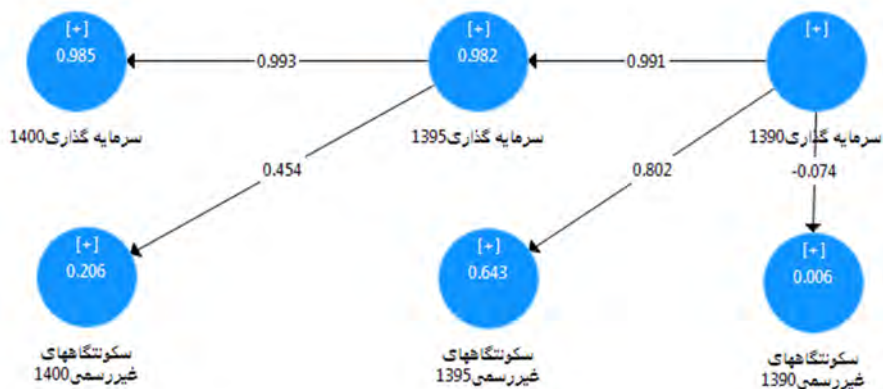 [+]
0.985
[+]
0.982
[+]
0.993
0.991
سرمایه گذاری1400
سرمایه گذاری1395
سرمایه گذاری1390
0.454
0.802
-0.074
[+]
0.206
[+]
0.643
[+]
0.006
سکونتگاههای
غیررسمی1400
سکونتگاههای
غیررسمی1395
سکونتگاههای
غیررسمی1390